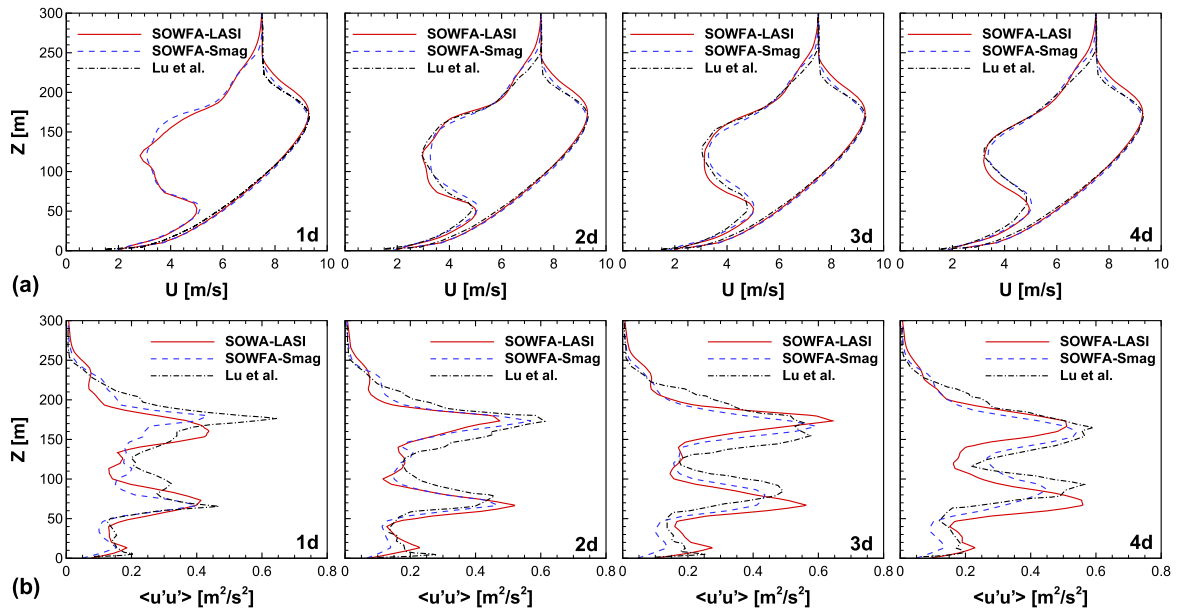 300
250
200
150
100
50
0
Z [m]
SOWFA-LASI
SOWFA-Smag
Lu et al.
1d
0 2 4 6 8 10
U [m/s]
SOWFA-LASI
SOWFA-Smag
Lu et al.
2d
0 2 4 6 8 10
U [m/s]
SOWFA-LASI
SOWFA-Smag
Lu et al.
3d
0 2 4 6 8 10
U [m/s]
SOWFA-LASI
SOWFA-Smag
Lu et al.
4d
0 2 4 6 8 10
U [m/s]
(a)
300
250
200
150
100
50
0
Z [m]
SOWA-LASI
SOWFA-Smag
Lu et al.
1d
0 0.2 0.4 0.6 0.8
<u'u'> [m²/s²]
SOWFA-LASI
SOWFA-Smag
Lu et al.
2d
0 0.2 0.4 0.6 0.8
<u'u'> [m²/s²]
SOWFA-LASI
SOWFA-Smag
Lu et al.
3d
0 0.2 0.4 0.6 0.8
<u'u'> [m²/s²]
SOWFA-LASI
SOWFA-Smag
Lu et al.
4d
0 0.2 0.4 0.6 0.8
<u'u'> [m²/s²]
(b)